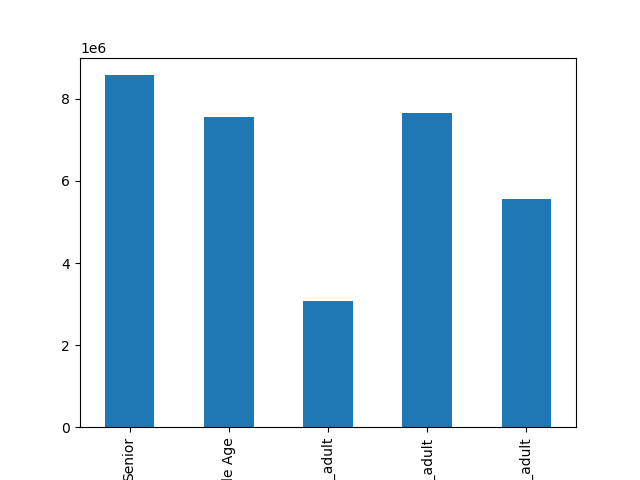 1e6
8
6
4
2
0
Senior
le Age
_adult
_adult
_adult